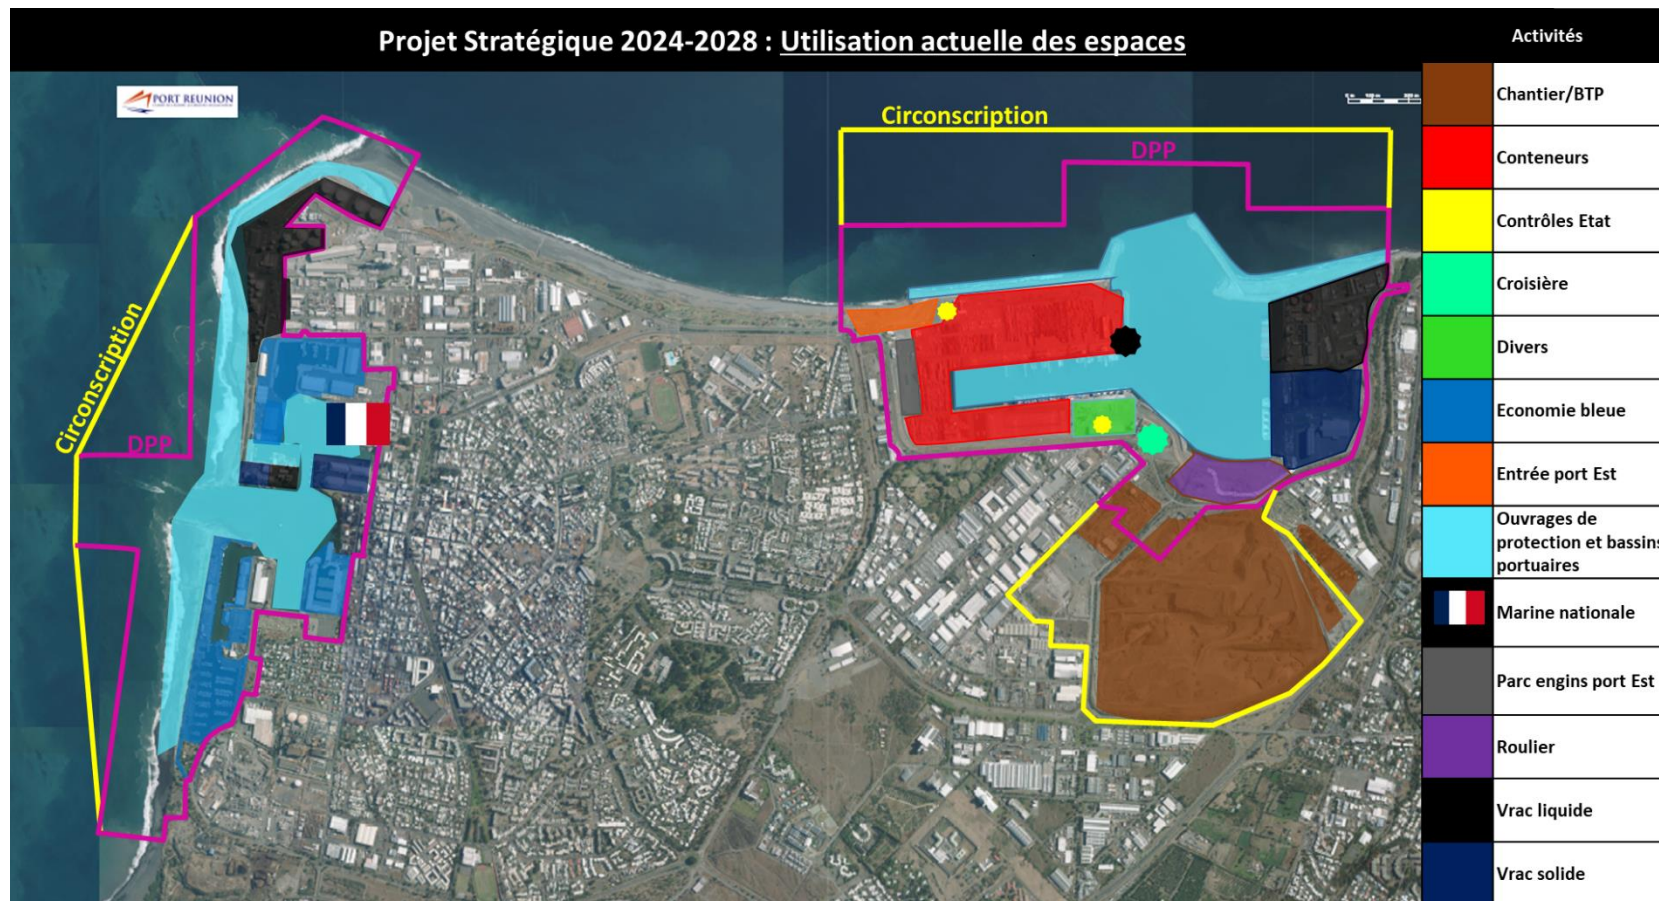 Projet Stratégique 2024-2028 : Utilisation actuelle des espaces
Activités
PORT REUNION
Circonscription
DPP
Circonscription
DPP
Chantier/BTP
Conteneurs
Contrôles Etat
Croisière
Divers
Economie bleue
Entrée port Est
Ouvrages de
protection et bassins
portuaires
Marine nationale
Parc engins port Est
Roulier
Vrac liquide
Vrac solide